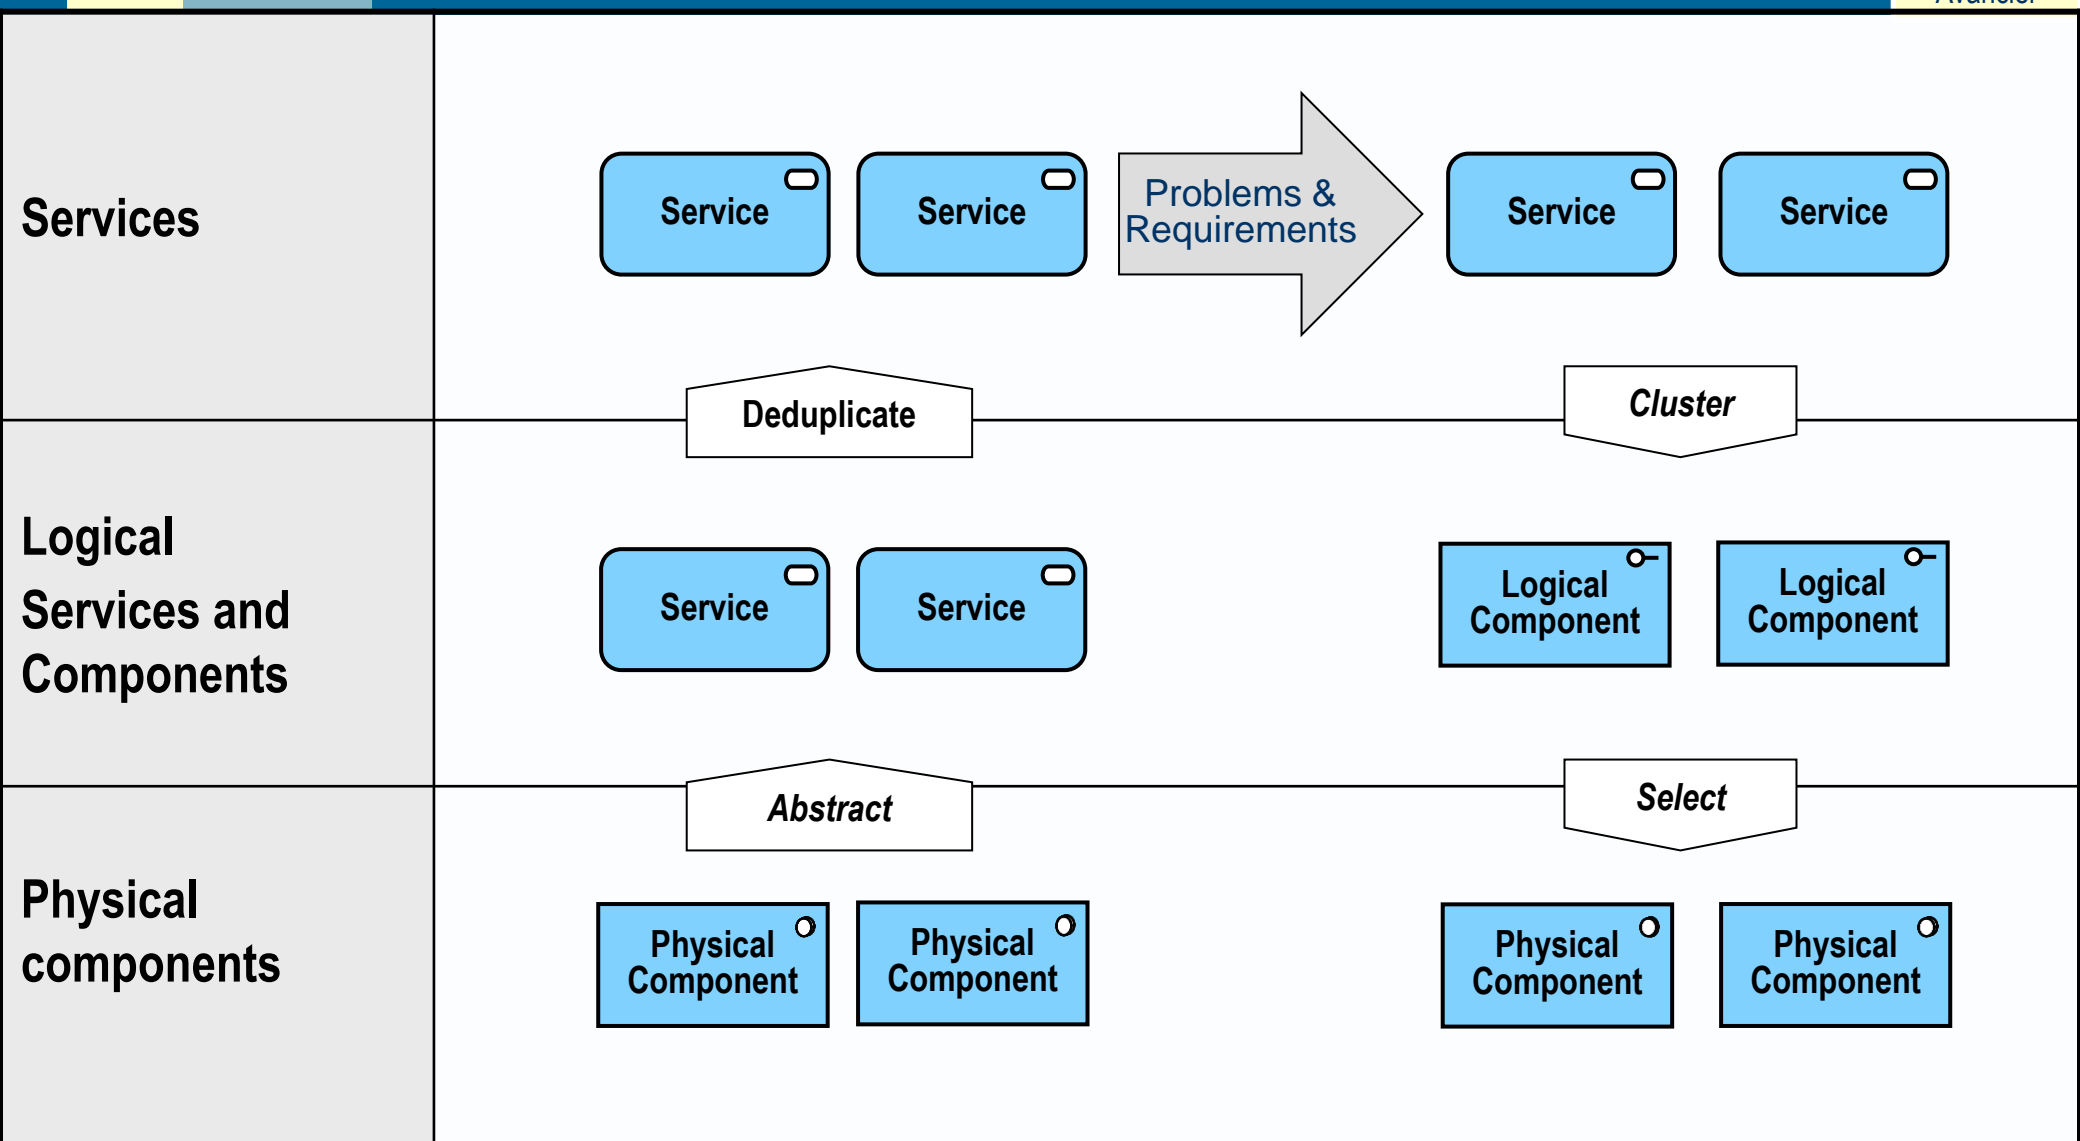 Services
Service
Service
Problems &
Requirements
Service
Service
Deduplicate
Cluster
Logical
Services and
Components
Service
Service
Logical
Component
Logical
Component
Abstract
Select
Physical
components
Physical
Component
Physical
Component
Physical
Component
Physical
Component